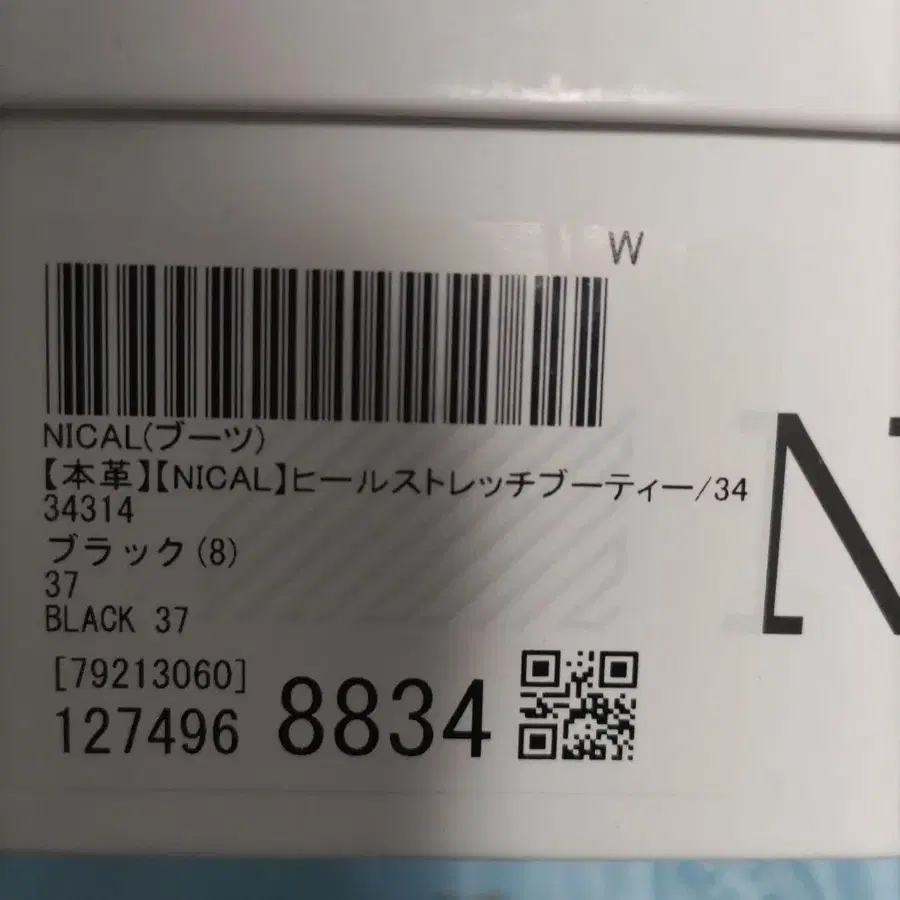 W
NICAL(ブーツ)
【本革】【NICAL】ヒールストレッチブーティー/34
34314
ブラック(8)
37
BLACK 37
[79213060]
127496 8834
N